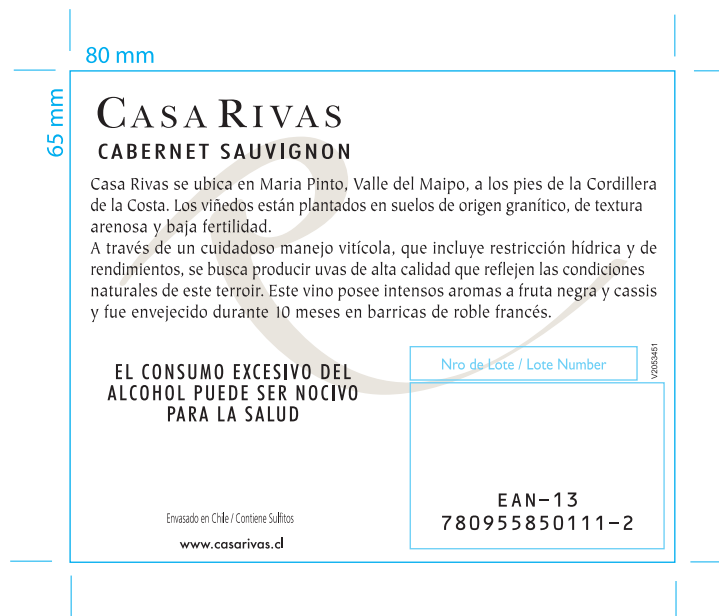 80 mm
65 mm
CASA RIVAS
CABERNET SAUVIGNON
Casa Rivas se ubica en Maria Pinto, Valle del Maipo, a los pies de la Cordillera
de la Costa. Los viñedos están plantados en suelos de origen granítico, de textura
arenosa y baja fertilidad.
A través de un cuidadoso manejo vitícola, que incluye restricción hídrica y de
rendimientos, se busca producir uvas de alta calidad que reflejen las condiciones
naturales de este terroir. Este vino posee intensos aromas a fruta negra y cassis
y fue envejecido durante 10 meses en barricas de roble francés.
EL CONSUMO EXCESIVO DEL
ALCOHOL PUEDE SER NOCIVO
PARA LA SALUD
Nro de Lote / Lote Number
V2053451
EAN-13
780955850111-2
Envasado en Chile / Contiene Sulfitos
www.casarivas.cl